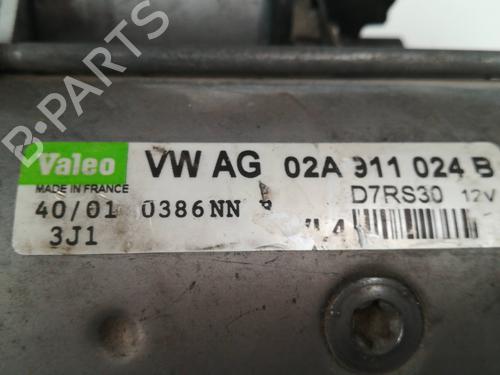 B-PARTS
Valeo VW AG 02A 911 024 B
MADE IN FRANCE D7RS30 12V
40/01 0386NN
3J1